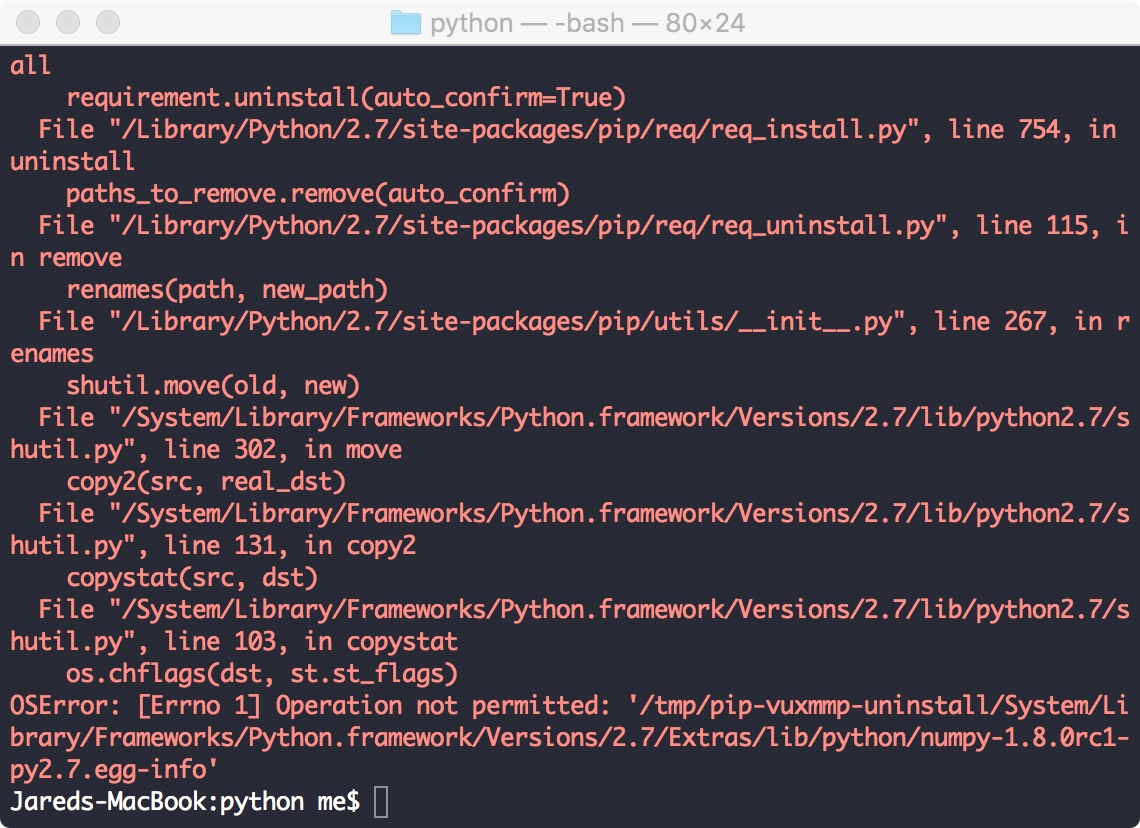 python — -bash — 80×24
all
    requirement.uninstall(auto_confirm=True)
  File "/Library/Python/2.7/site-packages/pip/req/req_install.py", line 754, in
uninstall
    paths_to_remove.remove(auto_confirm)
  File "/Library/Python/2.7/site-packages/pip/req/req_uninstall.py", line 115, i
n remove
    renames(path, new_path)
  File "/Library/Python/2.7/site-packages/pip/utils/__init__.py", line 267, in r
enames
    shutil.move(old, new)
  File "/System/Library/Frameworks/Python.framework/Versions/2.7/lib/python2.7/s
hutil.py", line 302, in move
    copy2(src, real_dst)
  File "/System/Library/Frameworks/Python.framework/Versions/2.7/lib/python2.7/s
hutil.py", line 131, in copy2
    copystat(src, dst)
  File "/System/Library/Frameworks/Python.framework/Versions/2.7/lib/python2.7/s
hutil.py", line 103, in copystat
    os.chflags(dst, st.st_flags)
OSError: [Errno 1] Operation not permitted: '/tmp/pip-vuxmmp-uninstall/System/Li
brary/Frameworks/Python.framework/Versions/2.7/Extras/lib/python/numpy-1.8.0rc1-
py2.7.egg-info'
Jareds-MacBook:python me$